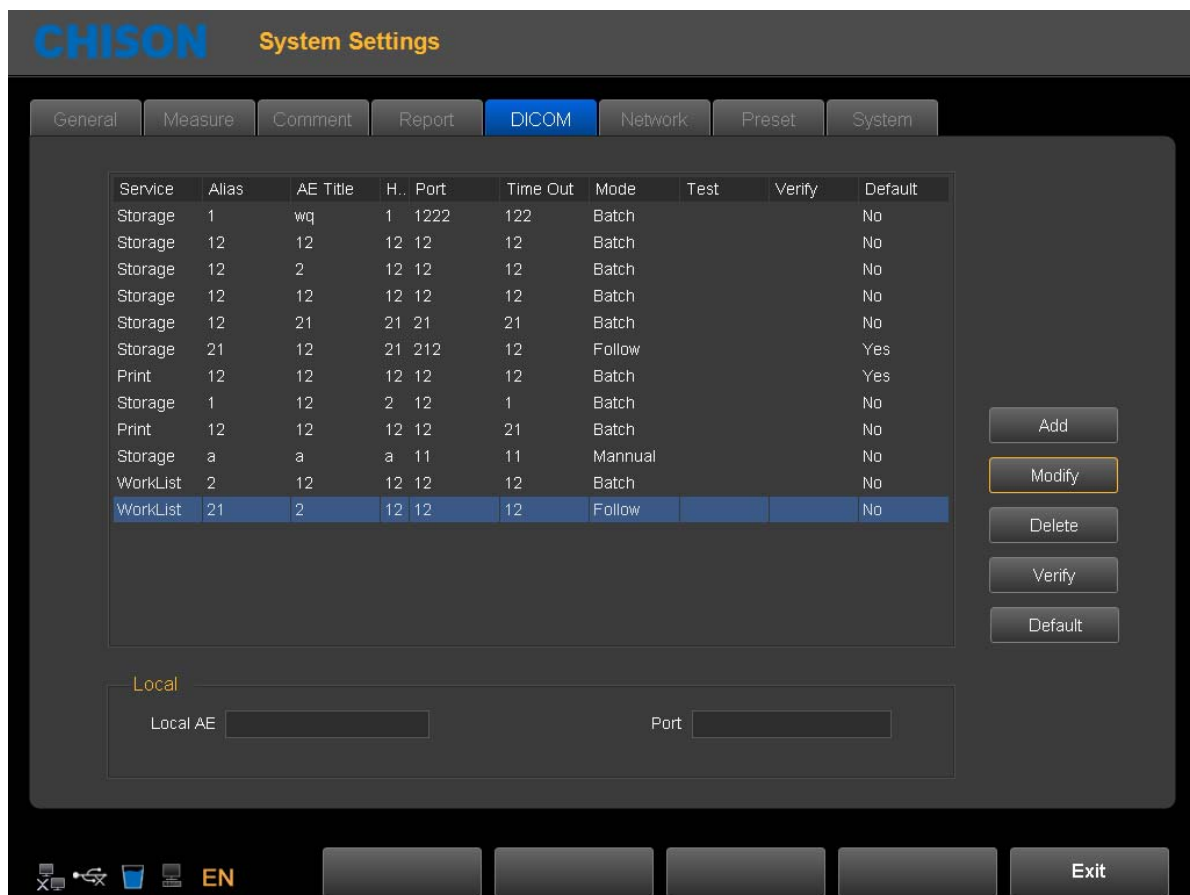 CHISON System Settings
General Measure Comment Report DICOM Network Preset System
Service Alias AE Title H.. Port Time Out Mode Test Verify Default
Storage 1 wq 1 1222 122 Batch No
Storage 12 12 12 12 12 Batch No
Storage 12 2 12 12 12 Batch No
Storage 12 12 12 12 12 Batch No
Storage 12 21 21 21 21 Batch No
Storage 21 12 21 212 12 Follow Yes
Print 12 12 12 12 12 Batch Yes
Storage 1 12 2 12 1 Batch No
Print 12 12 12 12 21 Batch No
Storage a a a 11 11 Mannual No
WorkList 2 12 12 12 12 Batch No
WorkList 21 2 12 12 12 Follow No
Add
Modify
Delete
Verify
Default
Local
Local AE Port
EN Exit